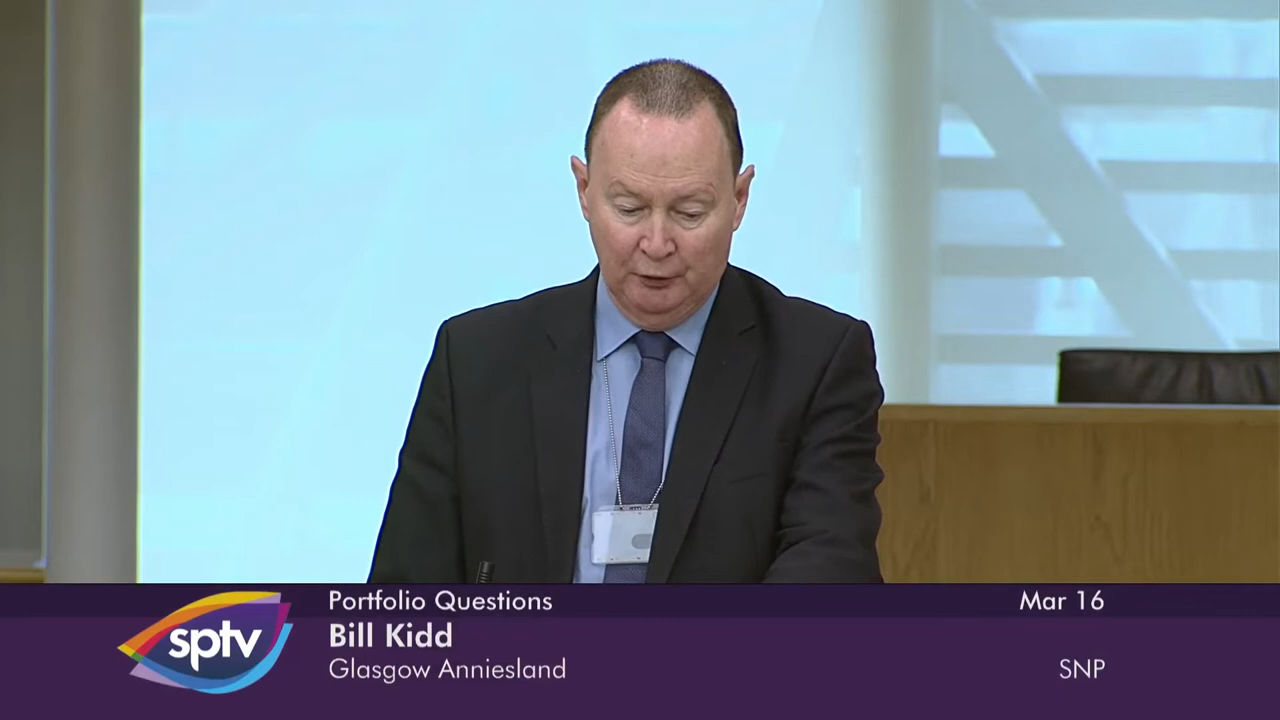 Portfolio Questions
Mar 16
sptv
Bill Kidd
Glasgow Anniesland
SNP